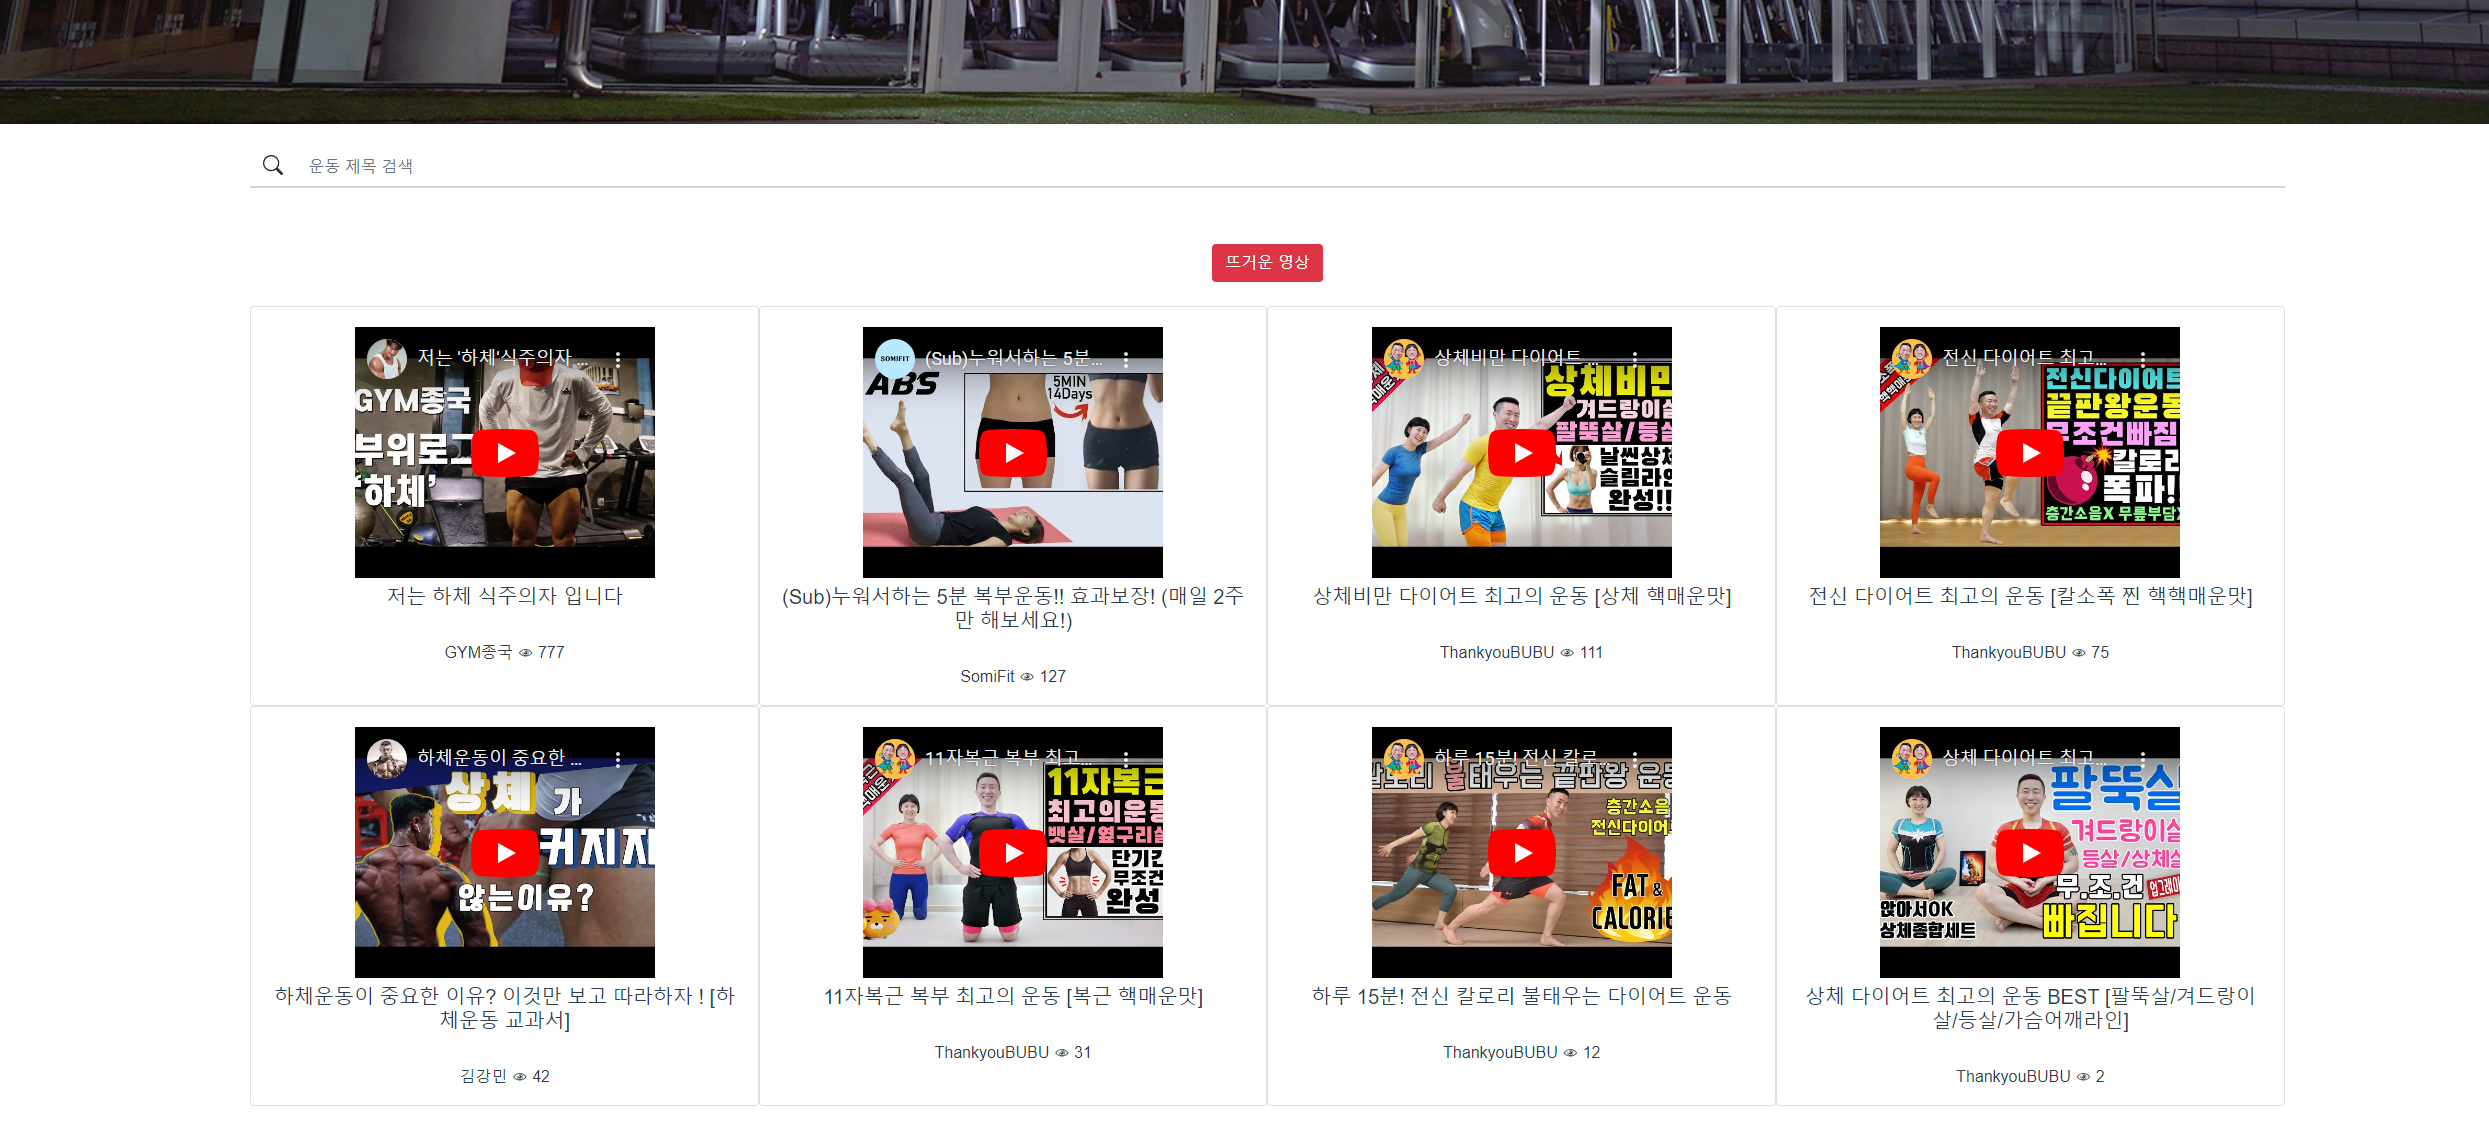 운동 제목 검색
뜨거운 영상
저는 '하체'식주의자 ...
GYM종국
부위로그
'하체'
저는 하체 식주의자 입니다
GYM종국 777
SOMIFIT
(Sub)누워서하는 5분...
ABS
5MIN
14Days
(Sub)누워서하는 5분 복부운동!! 효과보장! (매일 2주
만 해보세요!)
SomiFit 127
상체비만 다이어트 ...
상체비만
겨드랑이살
팔뚝살/등살
날씬상체
슬림라인
완성!!
상체비만 다이어트 최고의 운동 [상체 핵매운맛]
ThankyouBUBU 111
전신 다이어트 최고...
전신다이어트
끝판왕운동
무조건빠짐
칼로리
폭파!!
층간소음X 무릎부담X
전신 다이어트 최고의 운동 [칼소폭 찐 핵핵매운맛]
ThankyouBUBU 75
하체운동이 중요한 ...
상체 가
커지지
않는이유?
하체운동이 중요한 이유? 이것만 보고 따라하자 ! [하
체운동 교과서]
김강민 42
11자복근 복부 최고...
11자복근
최고의운동
뱃살/옆구리살
단기간
무조건
완성
11자복근 복부 최고의 운동 [복근 핵매운맛]
ThankyouBUBU 31
하루 15분! 전신 칼로...
칼로리 불태우는 끝판왕 운동
층간소음
전신다이어트
FAT &
CALORIE
하루 15분! 전신 칼로리 불태우는 다이어트 운동
ThankyouBUBU 12
상체 다이어트 최고...
팔뚝살
겨드랑이살
등살/상체살
무.조.건
업그레이
빠집니다
앉아서OK
상체종합세트
상체 다이어트 최고의 운동 BEST [팔뚝살/겨드랑이
살/등살/가슴어깨라인]
ThankyouBUBU 2